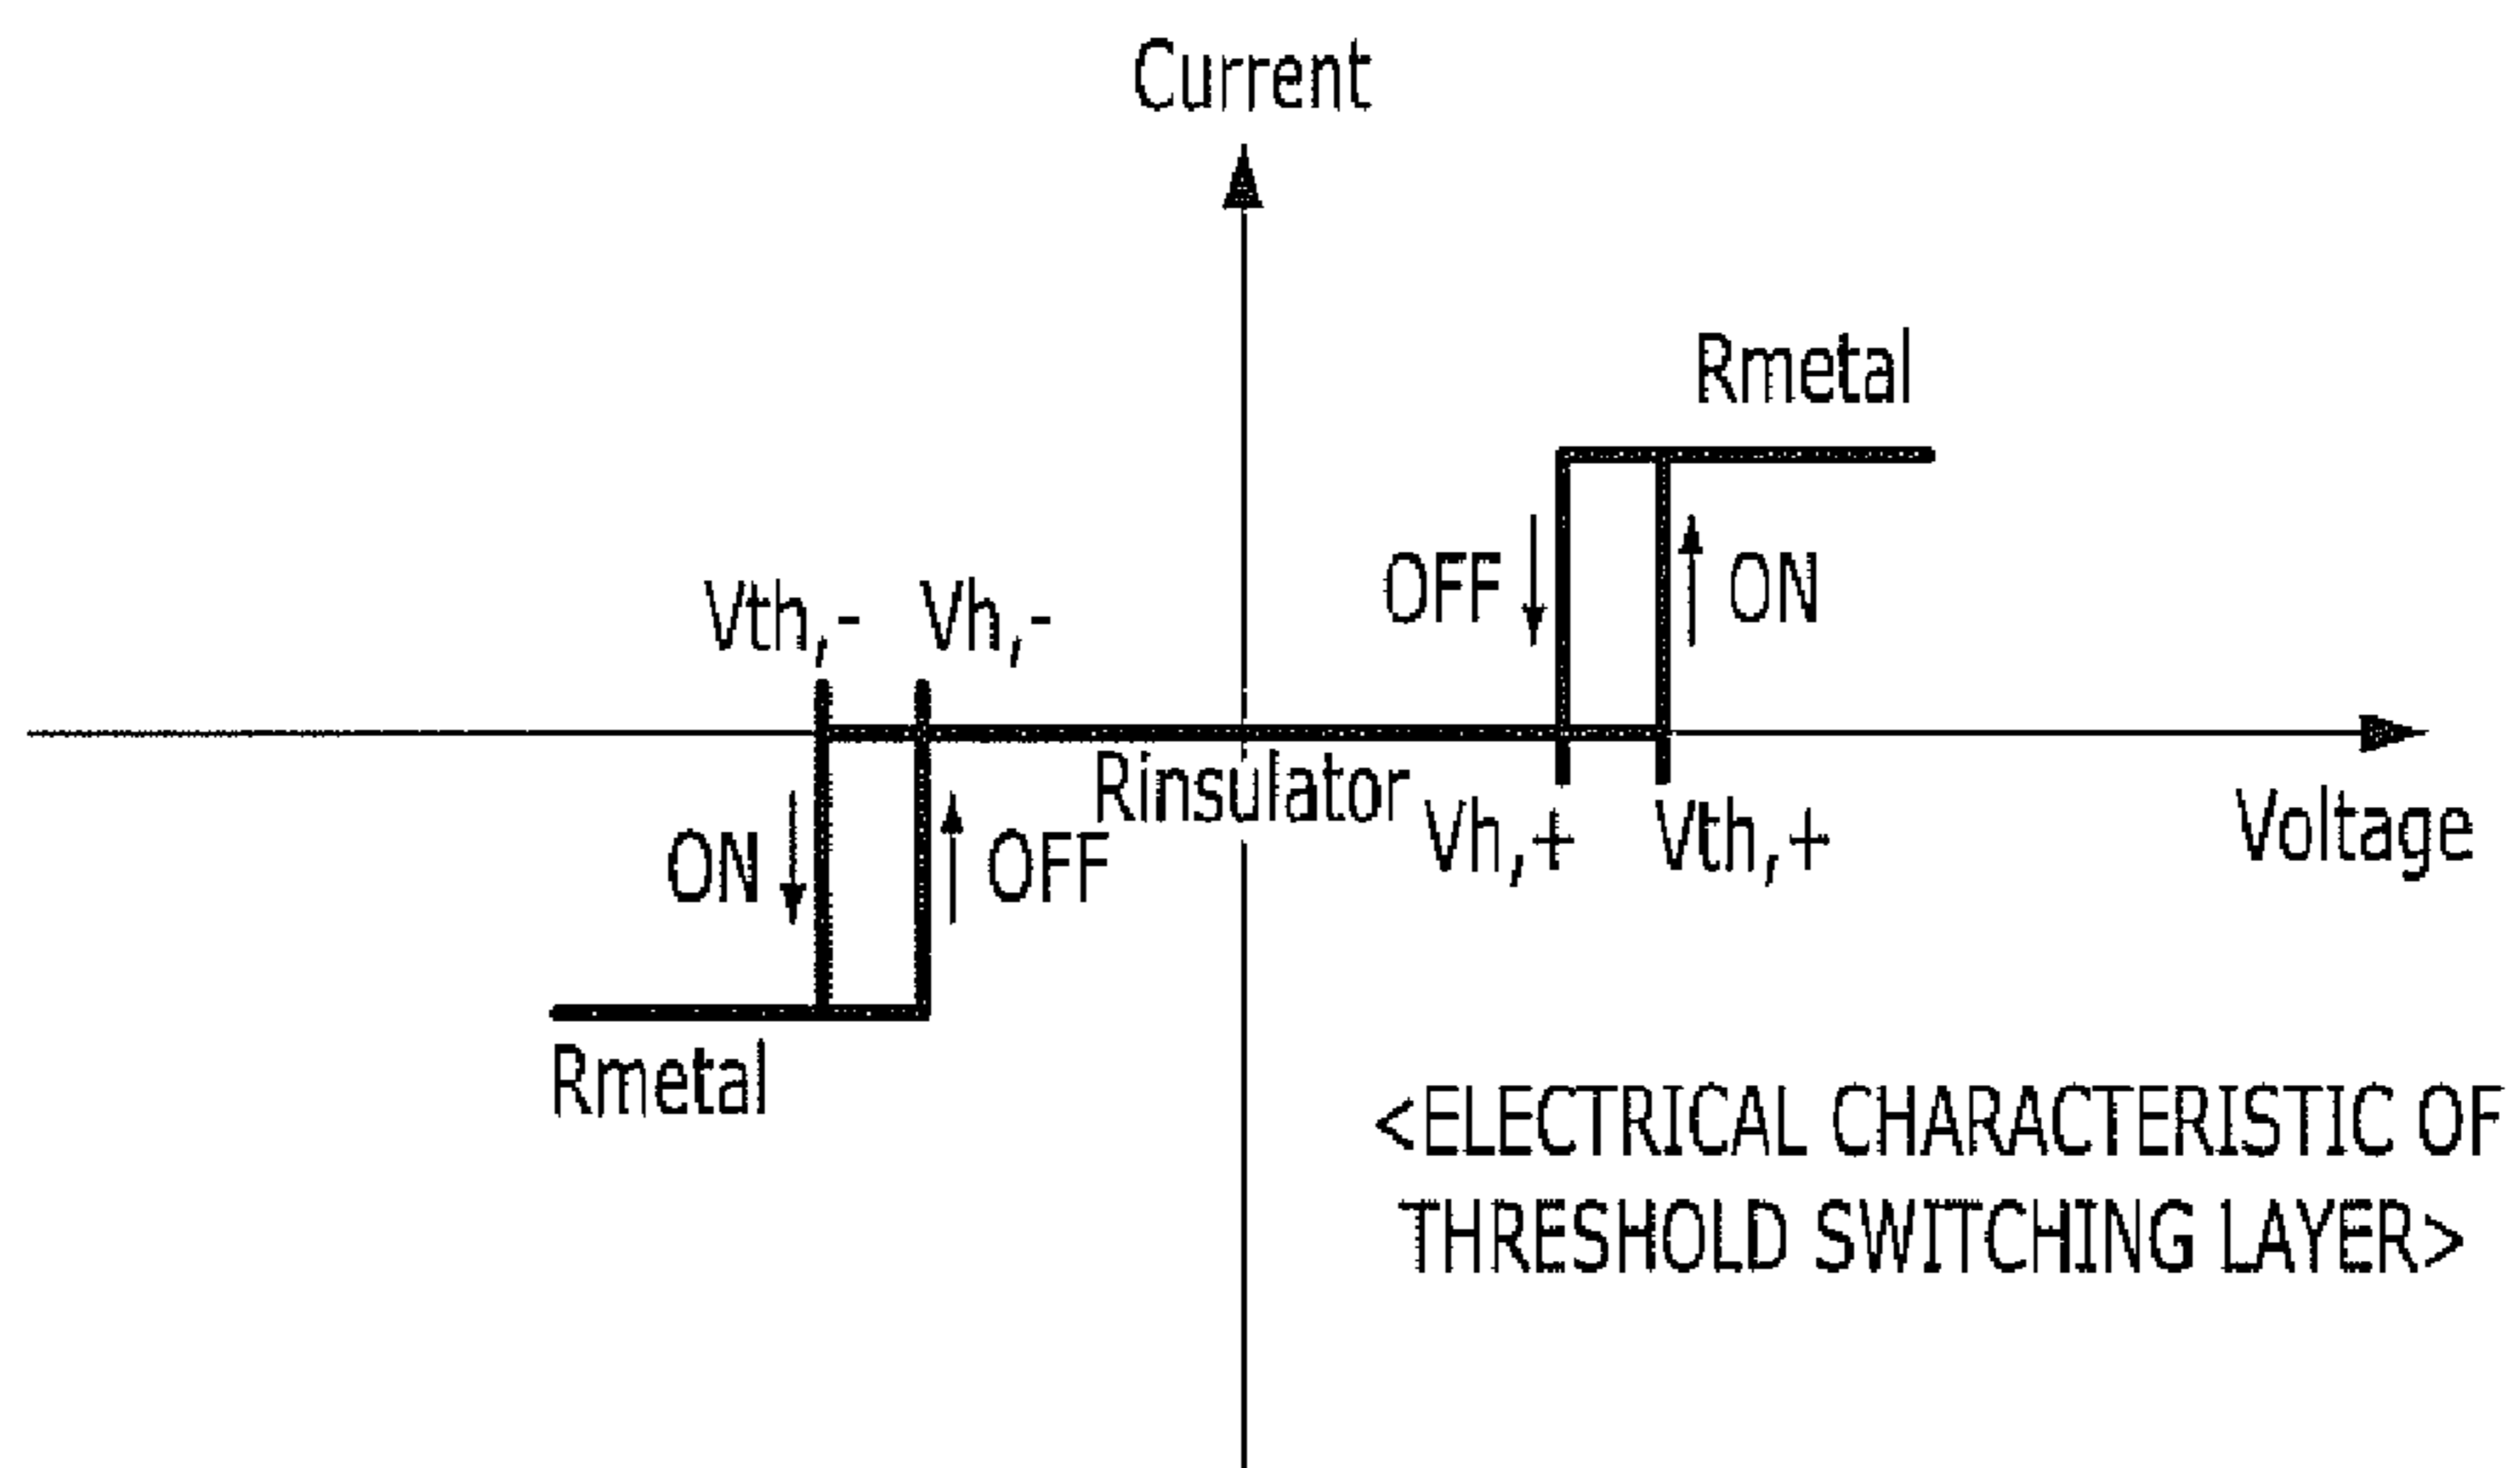 Current
Rmetal
OFF
ON
Vth,-
Vh,-
Rinsulator
Vh,+
Vth,+
Voltage
ON
OFF
Rmetal
<ELECTRICAL CHARACTERISTIC OF
THRESHOLD SWITCHING LAYER>